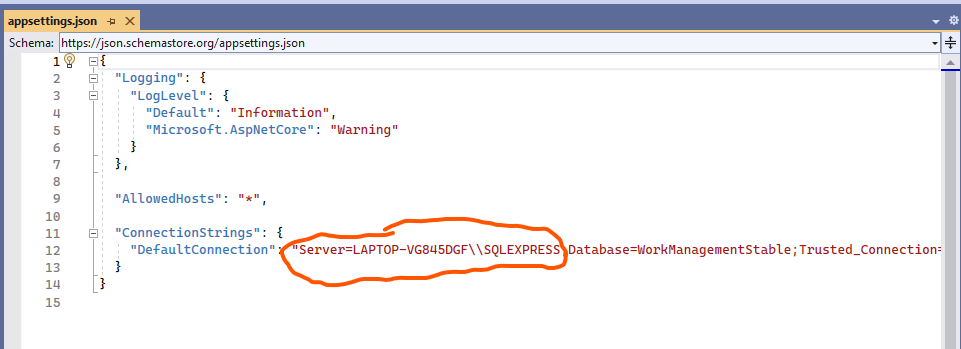 appsettings.json
Schema: https://json.schemastore.org/appsettings.json
1 {
2 "Logging": {
3 "LogLevel": {
4 "Default": "Information",
5 "Microsoft.AspNetCore": "Warning"
6 }
7 },
8
9 "AllowedHosts": "*",
10
11 "ConnectionStrings": {
12 "DefaultConnection": "Server=LAPTOP-VG845DGF\\SQLEXPRESS;Database=WorkManagementStable;Trusted_Connection=
13 }
14 }
15